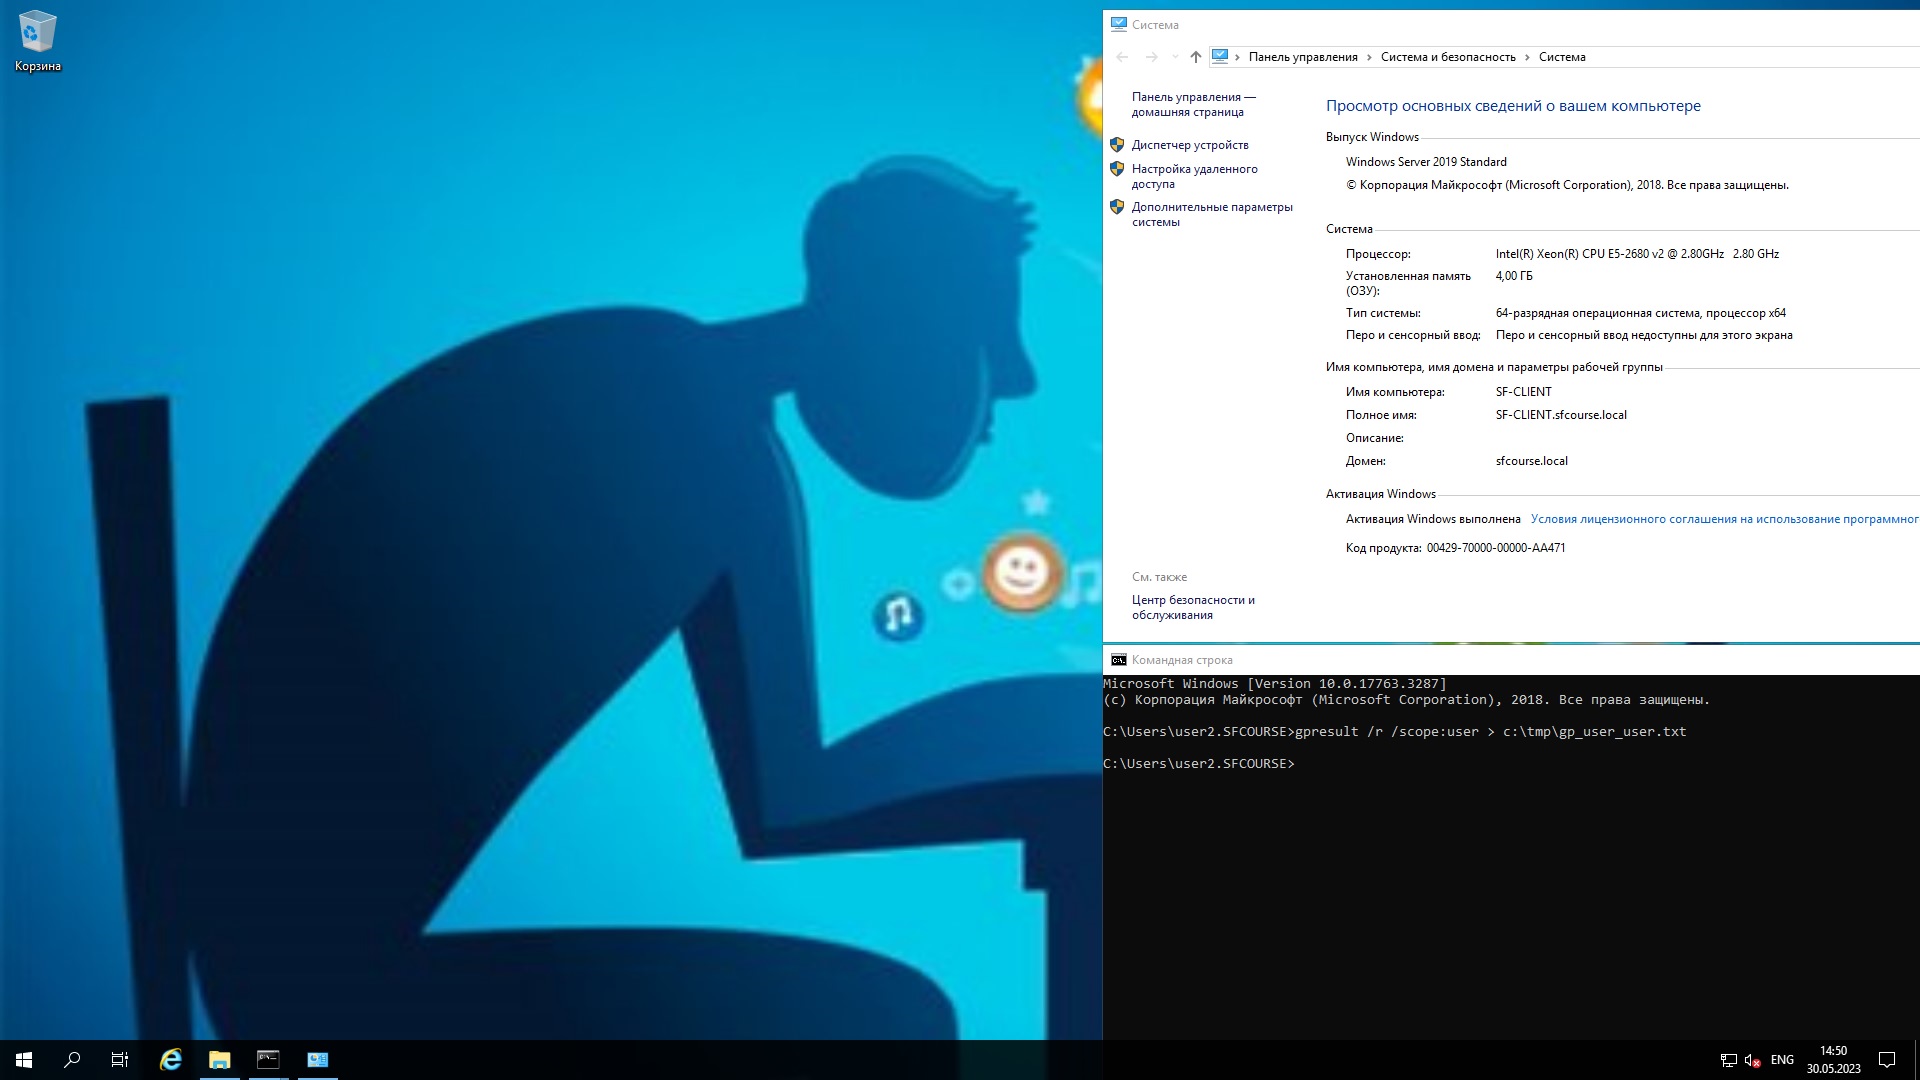 Корзина
Система
Панель управления
Система и безопасность
Система
Панель управления —
домашняя страница
Диспетчер устройств
Настройка удаленного
доступа
Дополнительные параметры
системы
См. также
Центр безопасности и
обслуживания
Просмотр основных сведений о вашем компьютере
Выпуск Windows
Windows Server 2019 Standard
© Корпорация Майкрософт (Microsoft Corporation), 2018. Все права защищены.
Система
Процессор: Intel(R) Xeon(R) CPU E5-2680 v2 @ 2.80GHz 2.80 GHz
Установленная память 4,00 ГБ
(ОЗУ):
Тип системы: 64-разрядная операционная система, процессор x64
Перо и сенсорный ввод: Перо и сенсорный ввод недоступны для этого экрана
Имя компьютера, имя домена и параметры рабочей группы
Имя компьютера: SF-CLIENT
Полное имя: SF-CLIENT.sfcourse.local
Описание:
Домен: sfcourse.local
Активация Windows
Активация Windows выполнена Условия лицензионного соглашения на использование программног
Код продукта: 00429-70000-00000-AA471
Командная строка
Microsoft Windows [Version 10.0.17763.3287]
(c) Корпорация Майкрософт (Microsoft Corporation), 2018. Все права защищены.
C:\Users\user2.SFCOURSE>gpresult /r /scope:user > c:\tmp\gp_user_user.txt
C:\Users\user2.SFCOURSE>
ENG
14:50
30.05.2023